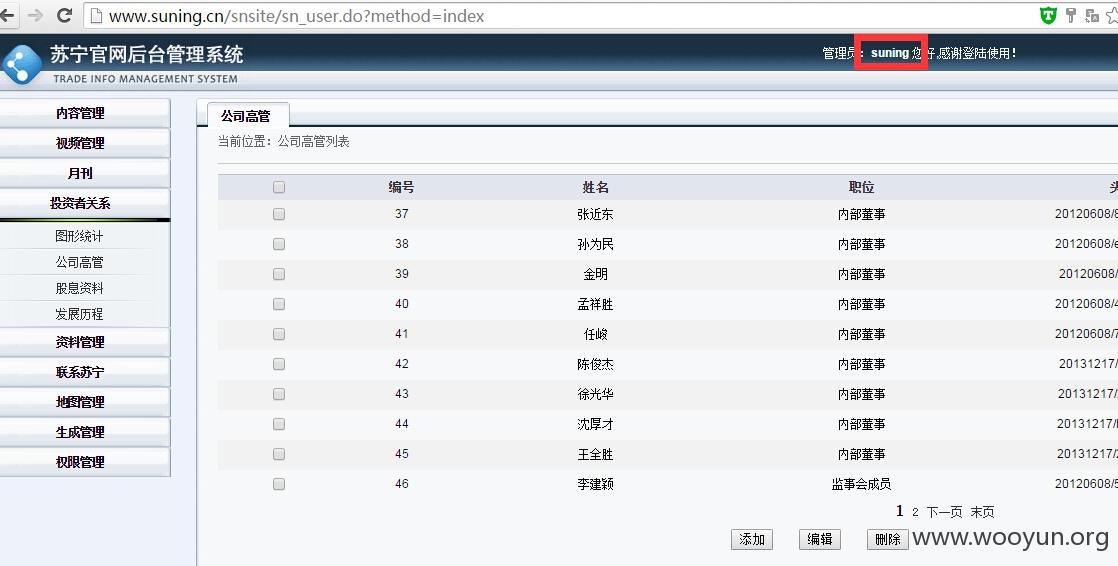 www.suning.cn/snsite/sn_user.do?method=index
苏宁官网后台管理系统
TRADE INFO MANAGEMENT SYSTEM
管理员：suning 您好,感谢登陆使用！
内容管理
视频管理
月刊
投资者关系
图形统计
公司高管
股息资料
发展历程
资料管理
联系苏宁
地图管理
生成管理
权限管理
公司高管
当前位置：公司高管列表
编号 姓名 职位
37 张近东 内部董事 20120608/
38 孙为民 内部董事 20120608/e
39 金明 内部董事 20120608/
40 孟祥胜 内部董事 20120608/4
41 任峻 内部董事 20120608/7
42 陈俊杰 内部董事 20131217/
43 徐光华 内部董事 20131217/
44 沈厚才 内部董事 20131217/
45 王全胜 内部董事 20131217/
46 李建颖 监事会成员 20120608/5
1 2 下一页 末页
添加 编辑 删除
www.wooyun.org